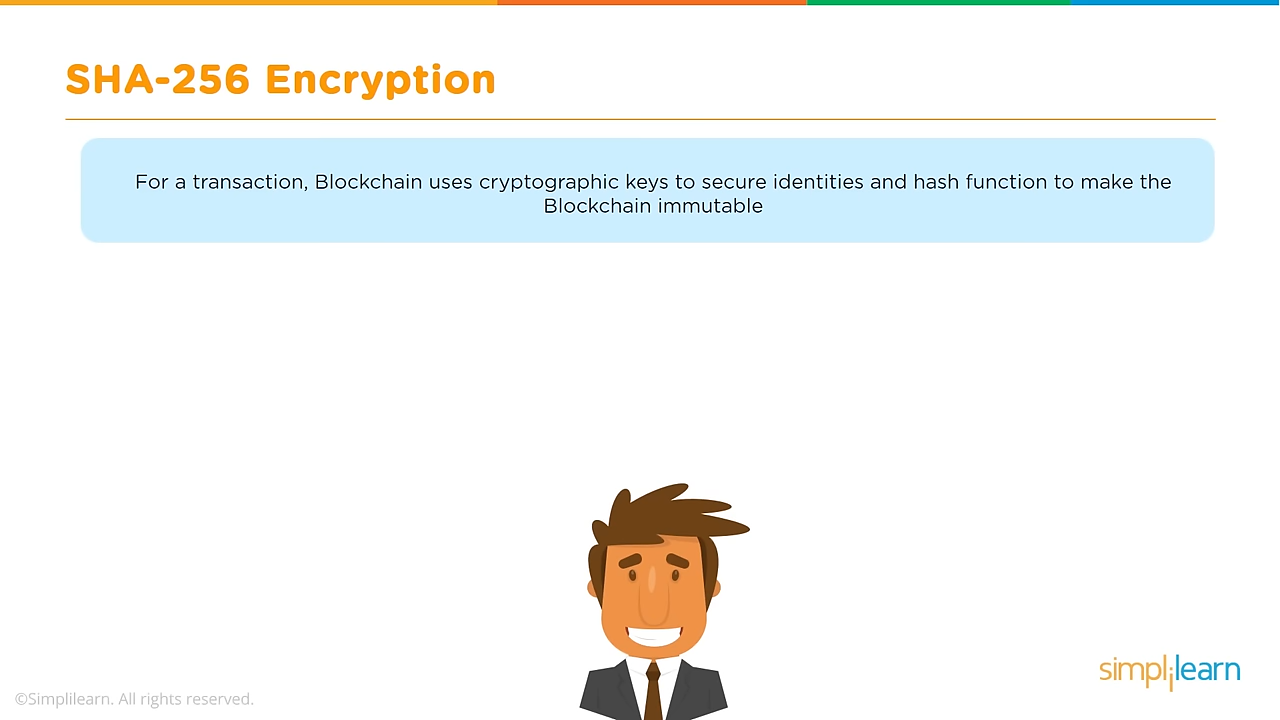 SHA-256 Encryption
For a transaction, Blockchain uses cryptographic keys to secure identities and hash function to make the
Blockchain immutable
simplilearn
©Simplilearn. All rights reserved.